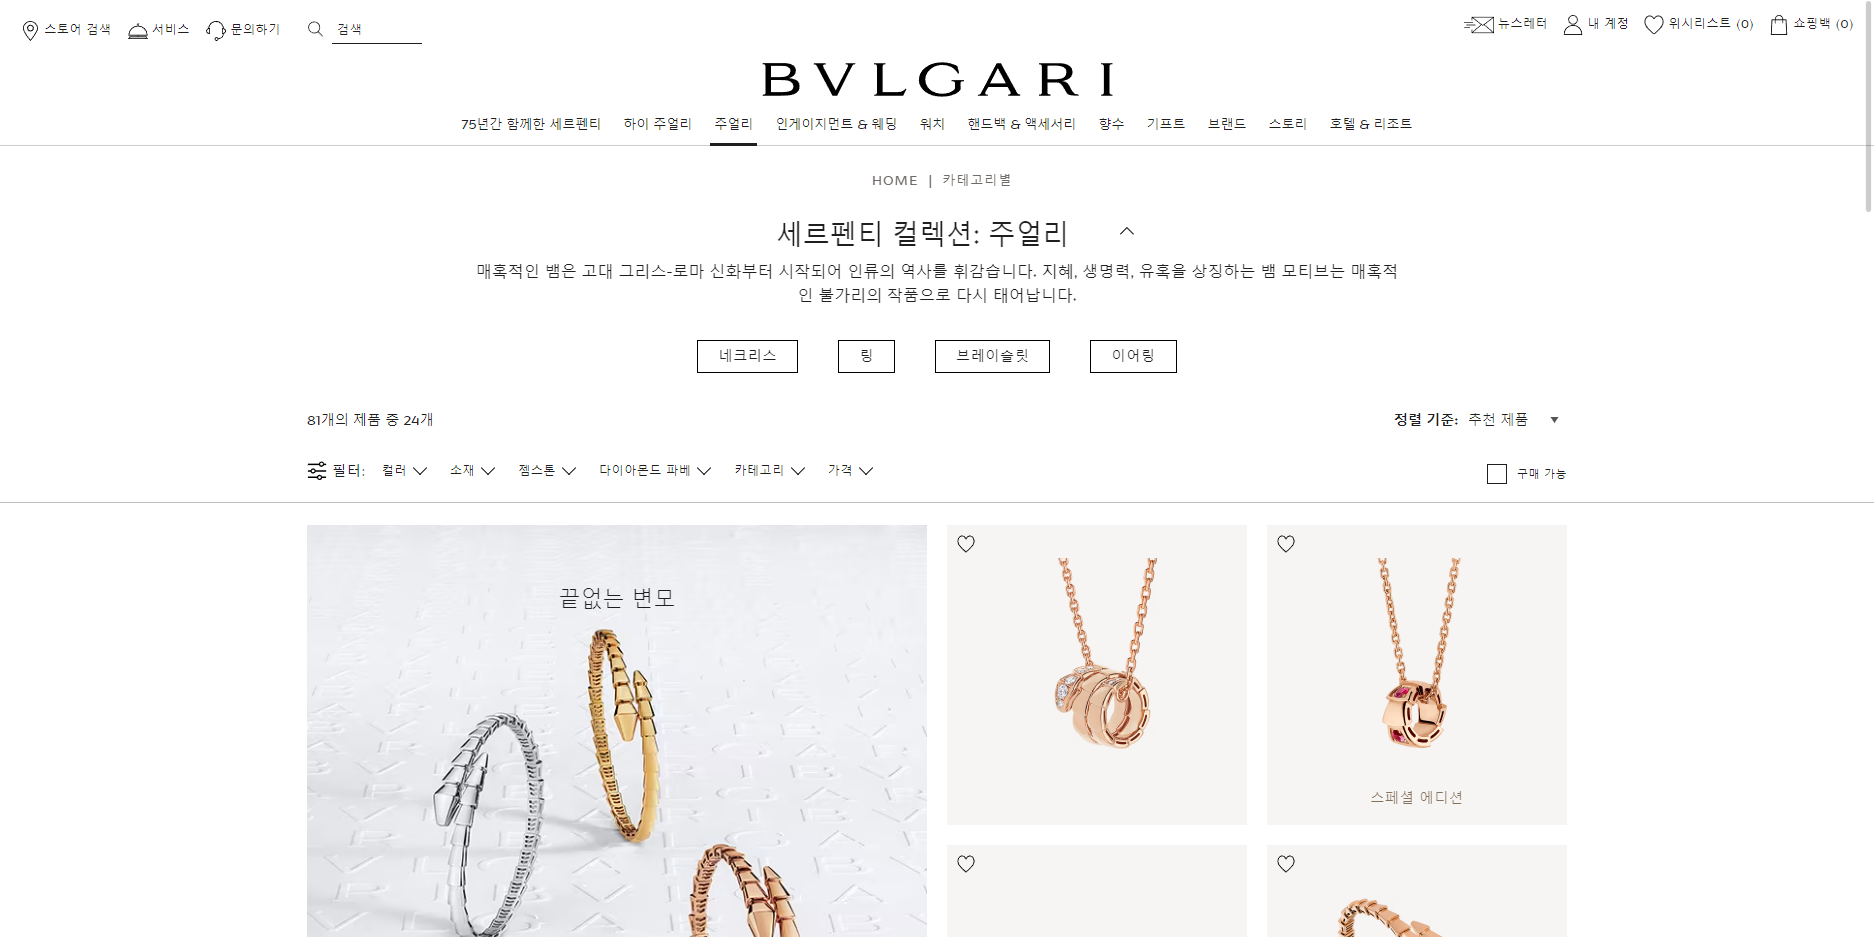 스토어 검색 서비스 문의하기 검색
뉴스레터 내 계정 위시리스트 (0) 쇼핑백 (0)
BVLGARI
75년간 함께한 세르펜티 하이 주얼리 주얼리 인게이지먼트 & 웨딩 워치 핸드백 & 액세서리 향수 기프트 브랜드 스토리 호텔 & 리조트
HOME | 카테고리별
세르펜티 컬렉션: 주얼리
매혹적인 뱀은 고대 그리스-로마 신화부터 시작되어 인류의 역사를 휘감습니다. 지혜, 생명력, 유혹을 상징하는 뱀 모티브는 매혹적
인 불가리의 작품으로 다시 태어납니다.
네크리스 링 브레이슬릿 이어링
81개의 제품 중 24개
정렬 기준: 추천 제품
필터: 컬러 소재 젬스톤 다이아몬드 파베 카테고리 가격
구매 가능
끝없는 변모
스페셜 에디션